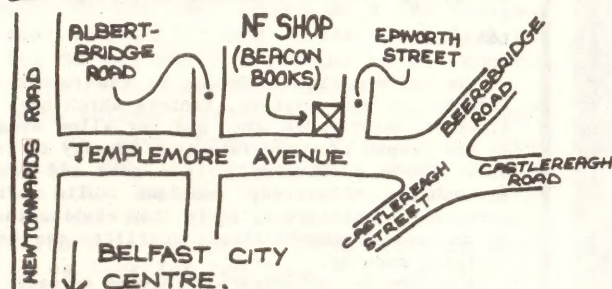 ALBERT-
BRIDGE
ROAD
NF SHOP
(BEACON
BOOKS)
EPWORTH
STREET
BEERSBRIDGE
ROAD
NEWTOWNARDS ROAD
TEMPLEMORE AVENUE
CASTLEREAGH
ROAD
CASTLEREAGH
STREET
BELFAST CITY
CENTRE.